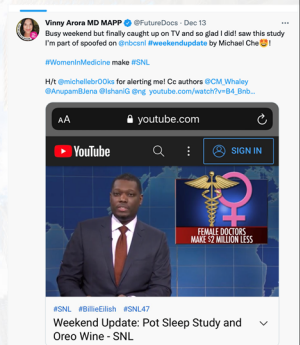 Vinny Arora MD MAPP @FutureDocs · Dec 13 ...
Busy weekend but finally caught up on TV and so glad I did! saw this study
I'm part of spoofed on @nbcsnl #weekendupdate by Michael Che !
#WomenInMedicine make #SNL
H/t @michellebr00ks for alerting me! Cc authors @CM_Whaley
@AnupamBJena @IshaniG @ng youtube.com/watch?v=B4_Bnb...
AA youtube.com
YouTube SIGN IN
FEMALE DOCTORS
MAKE $2 MILLION LESS
#SNL #BillieEilish #SNL47
Weekend Update: Pot Sleep Study and
Oreo Wine - SNL